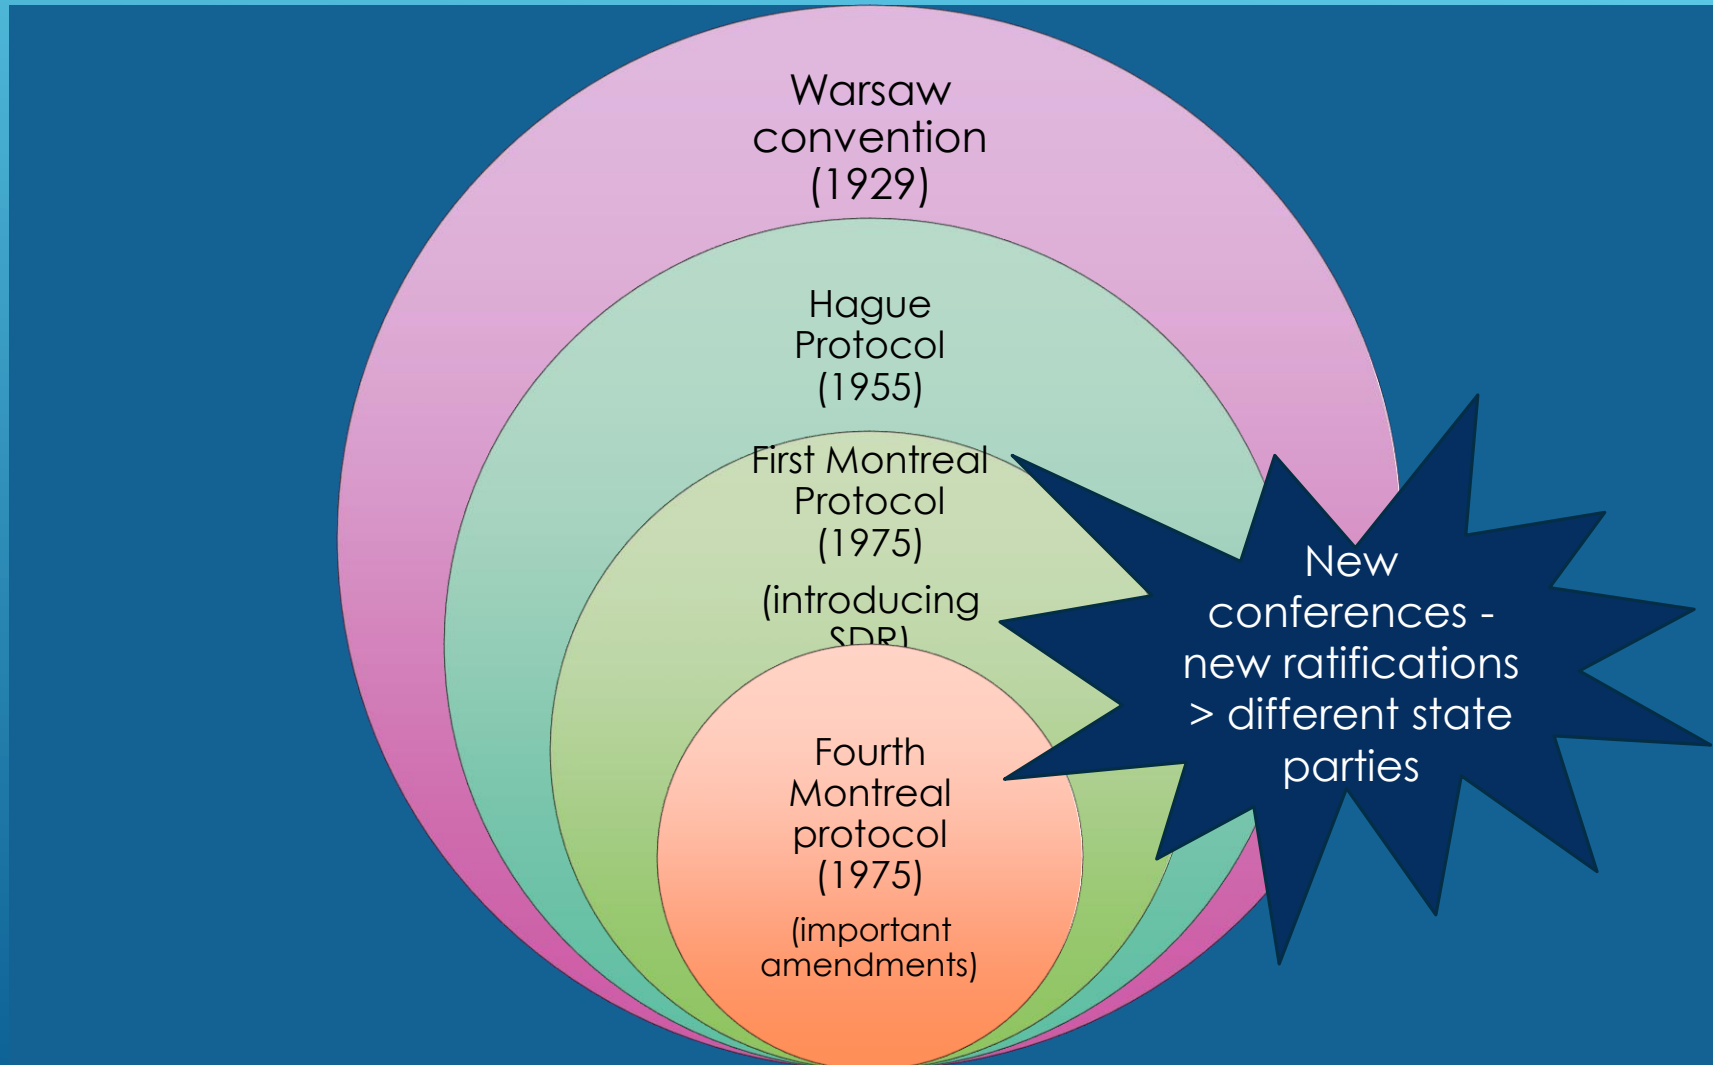 Warsaw
convention
(1929)
Hague
Protocol
(1955)
First Montreal
Protocol
(1975)
(introducing
SDR)
Fourth
Montreal
protocol
(1975)
(important
amendments)
New
conferences -
new ratifications
> different state
parties